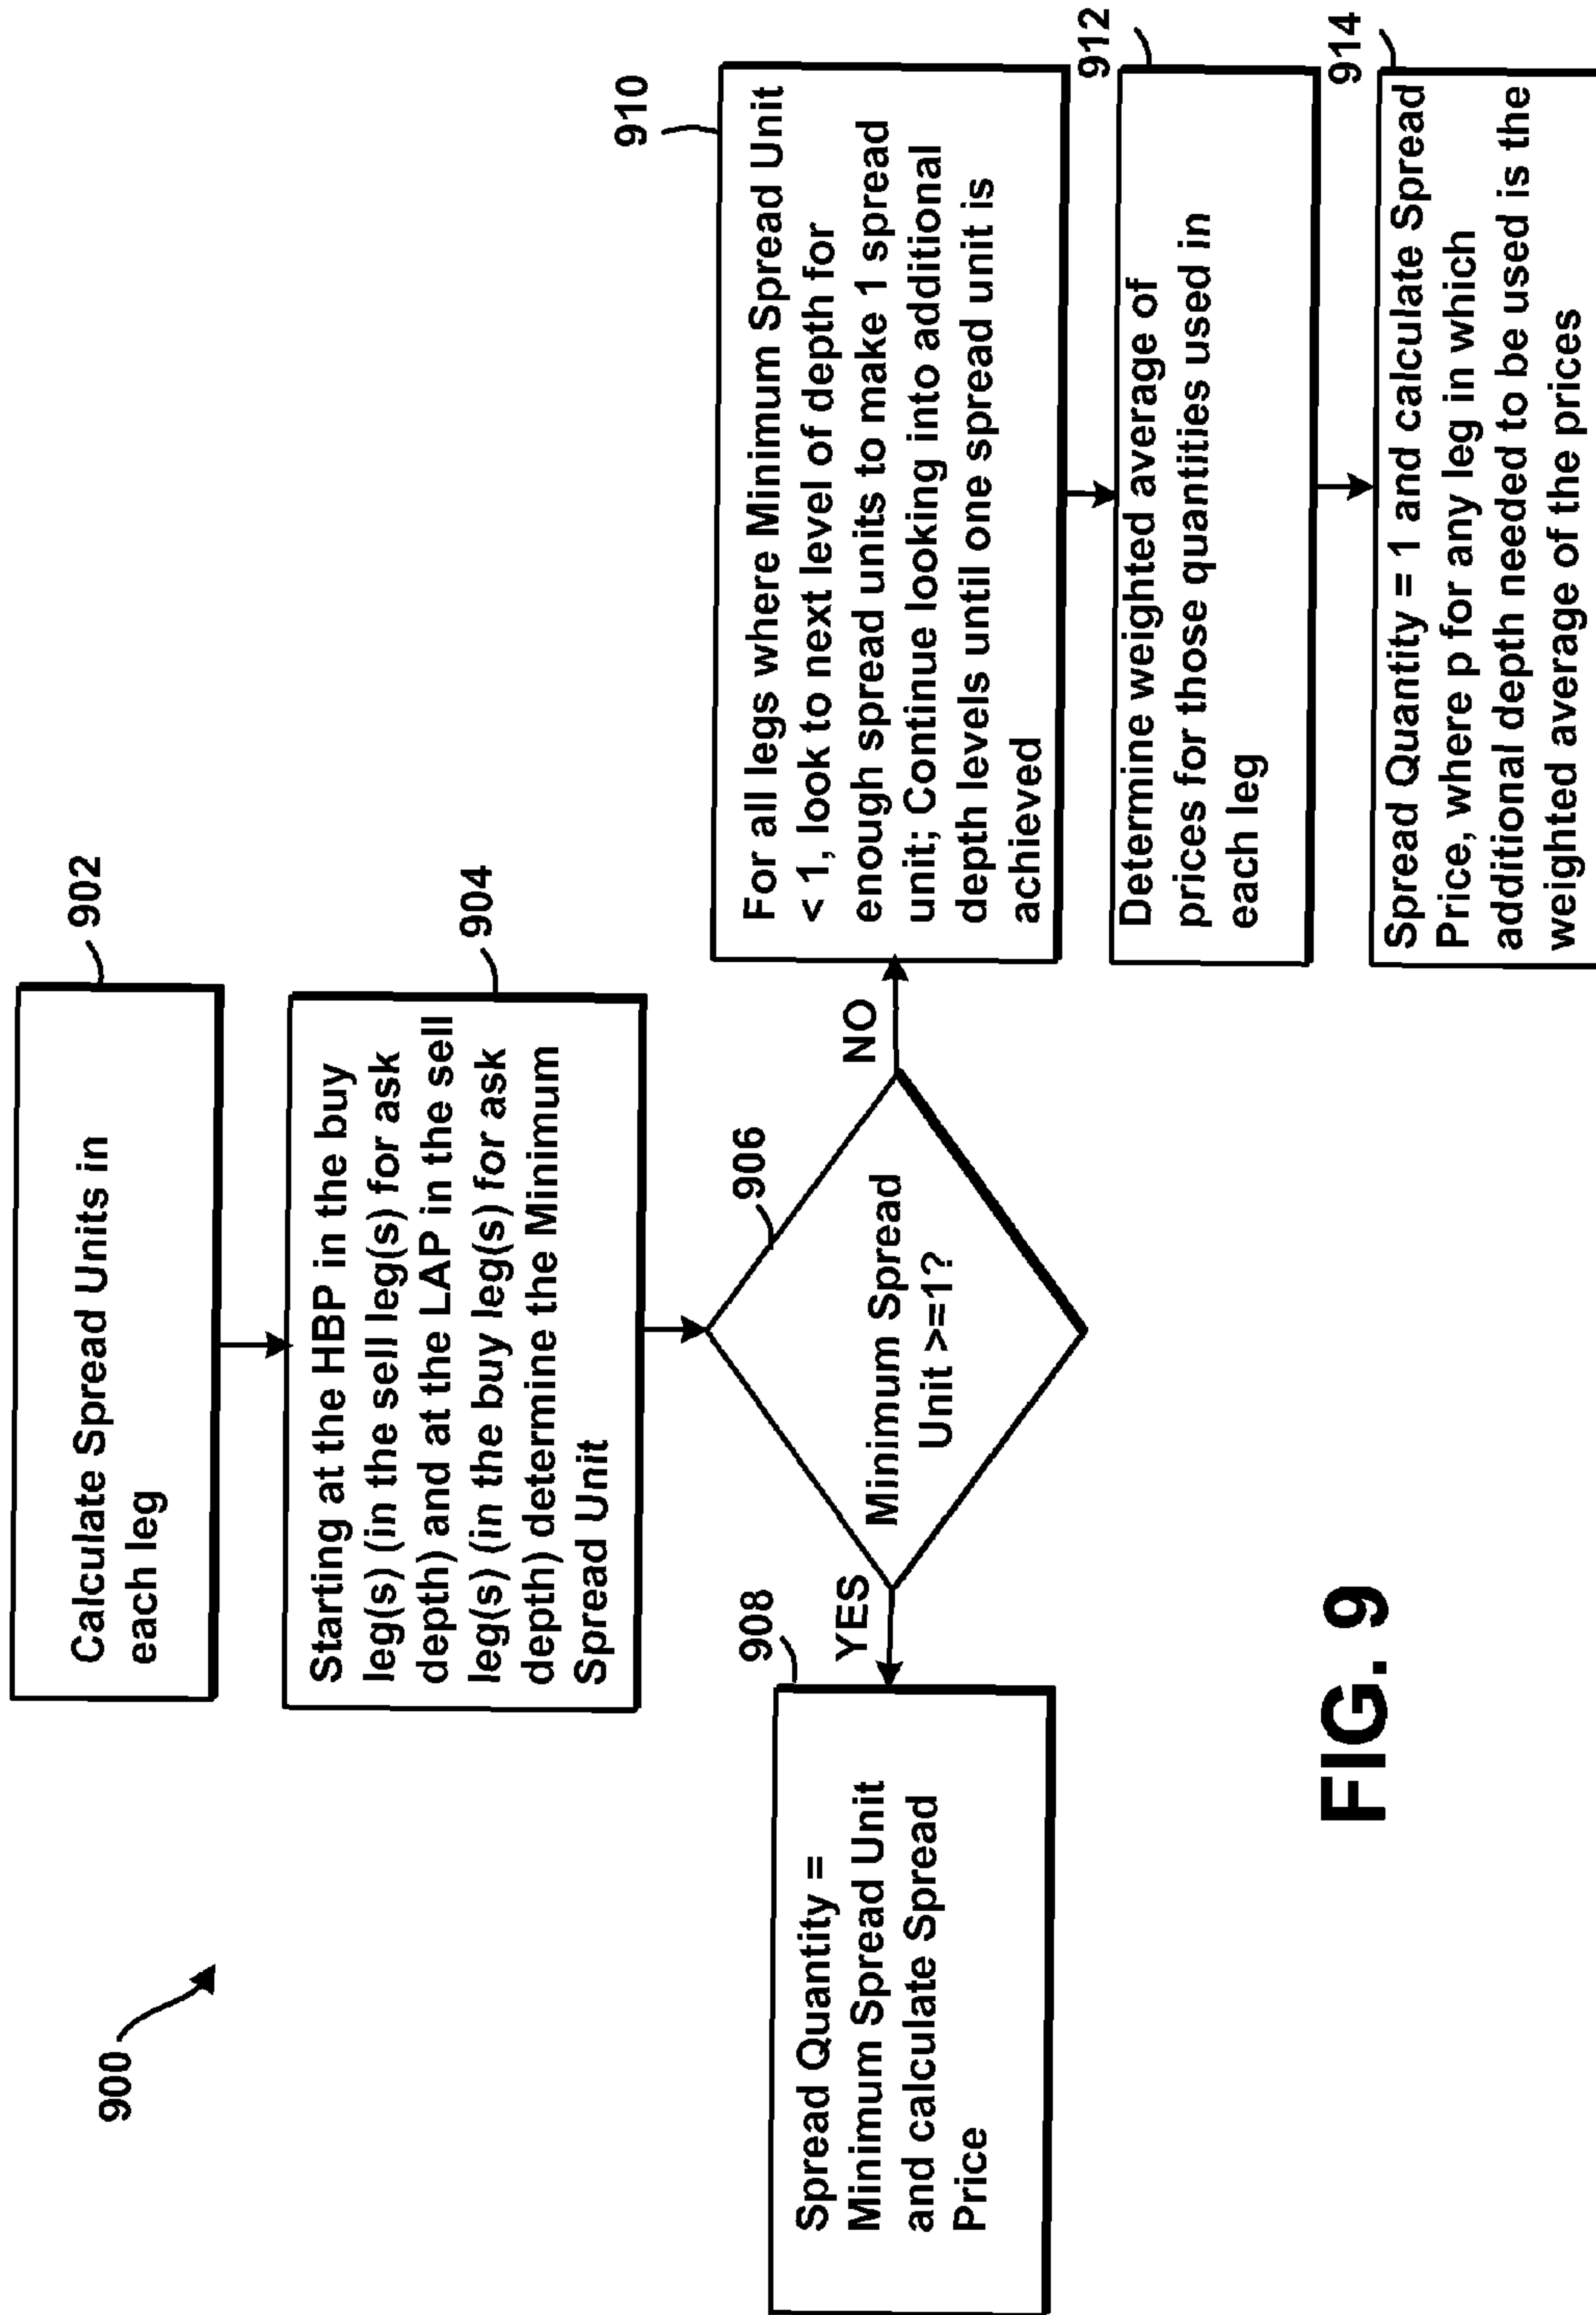 900
902
Calculate Spread Units in
each leg
904
Starting at the HBP in the buy
leg(s) (in the sell leg(s) for ask
depth) and at the LAP in the sell
leg(s) (in the buy leg(s) for ask
depth) determine the Minimum
Spread Unit
906
Minimum Spread
Unit >=1?
YES
NO
908
Spread Quantity =
Minimum Spread Unit
and calculate Spread
Price
910
For all legs where Minimum Spread Unit
< 1, look to next level of depth for
enough spread units to make 1 spread
unit; Continue looking into additional
depth levels until one spread unit is
achieved
912
Determine weighted average of
prices for those quantities used in
each leg
914
Spread Quantity = 1 and calculate Spread
Price, where p for any leg in which
additional depth needed to be used is the
weighted average of the prices
FIG. 9